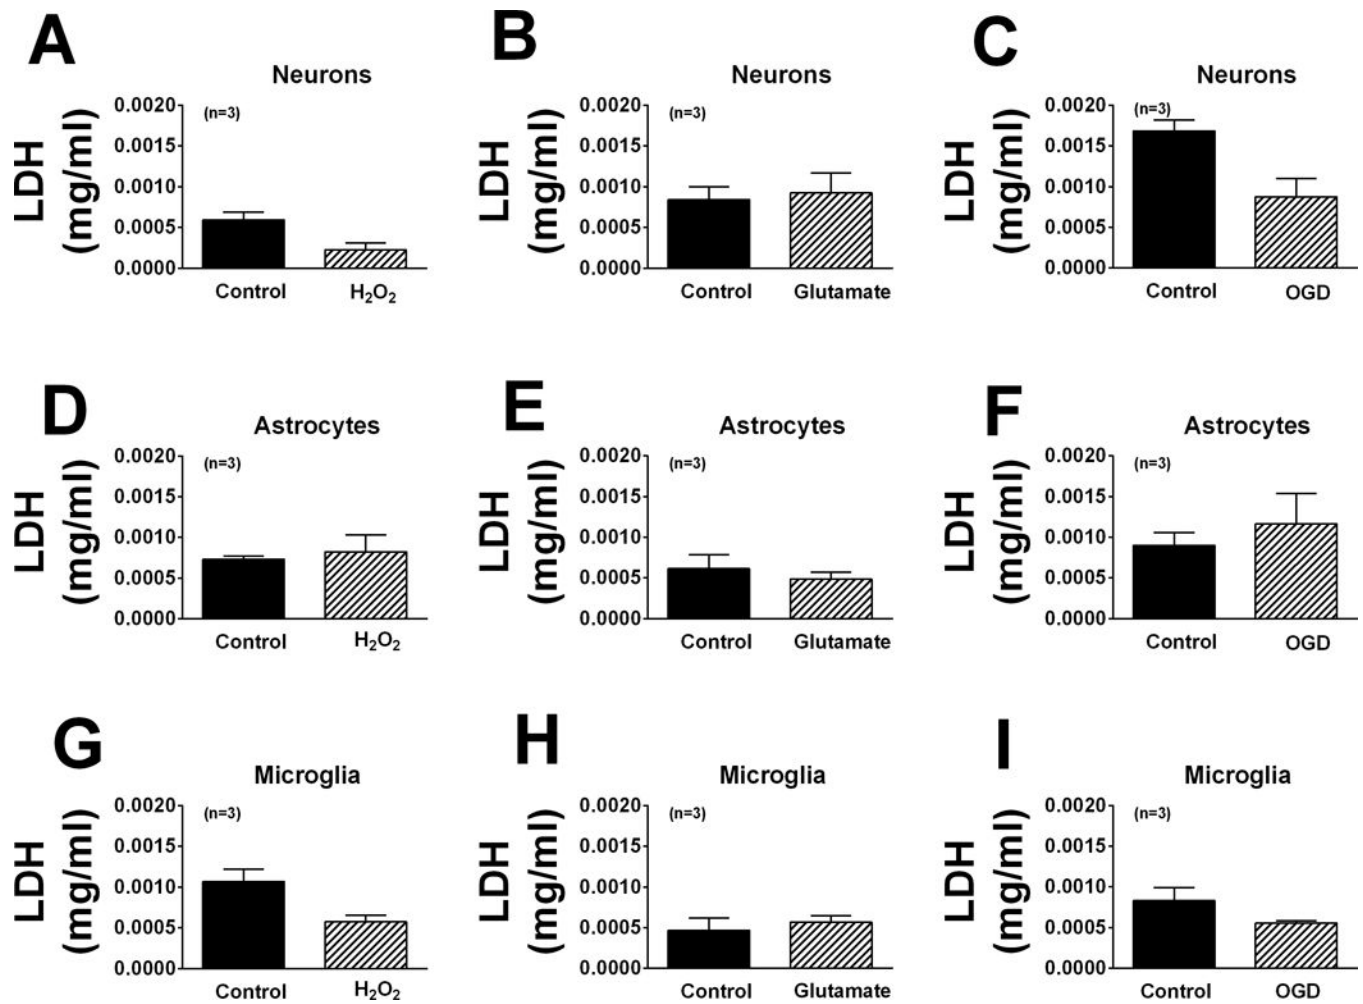 A
Neurons
(n=3)
LDH
(mg/ml)
0.0020
0.0015
0.0010
0.0005
0.0000
Control
H₂O₂
B
Neurons
(n=3)
LDH
(mg/ml)
0.0020
0.0015
0.0010
0.0005
0.0000
Control
Glutamate
C
Neurons
(n=3)
LDH
(mg/ml)
0.0020
0.0015
0.0010
0.0005
0.0000
Control
OGD
D
Astrocytes
(n=3)
LDH
(mg/ml)
0.0020
0.0015
0.0010
0.0005
0.0000
Control
H₂O₂
E
Astrocytes
(n=3)
LDH
(mg/ml)
0.0020
0.0015
0.0010
0.0005
0.0000
Control
Glutamate
F
Astrocytes
(n=3)
LDH
(mg/ml)
0.0020
0.0015
0.0010
0.0005
0.0000
Control
OGD
G
Microglia
(n=3)
LDH
(mg/ml)
0.0020
0.0015
0.0010
0.0005
0.0000
Control
H₂O₂
H
Microglia
(n=3)
LDH
(mg/ml)
0.0020
0.0015
0.0010
0.0005
0.0000
Control
Glutamate
I
Microglia
(n=3)
LDH
(mg/ml)
0.0020
0.0015
0.0010
0.0005
0.0000
Control
OGD